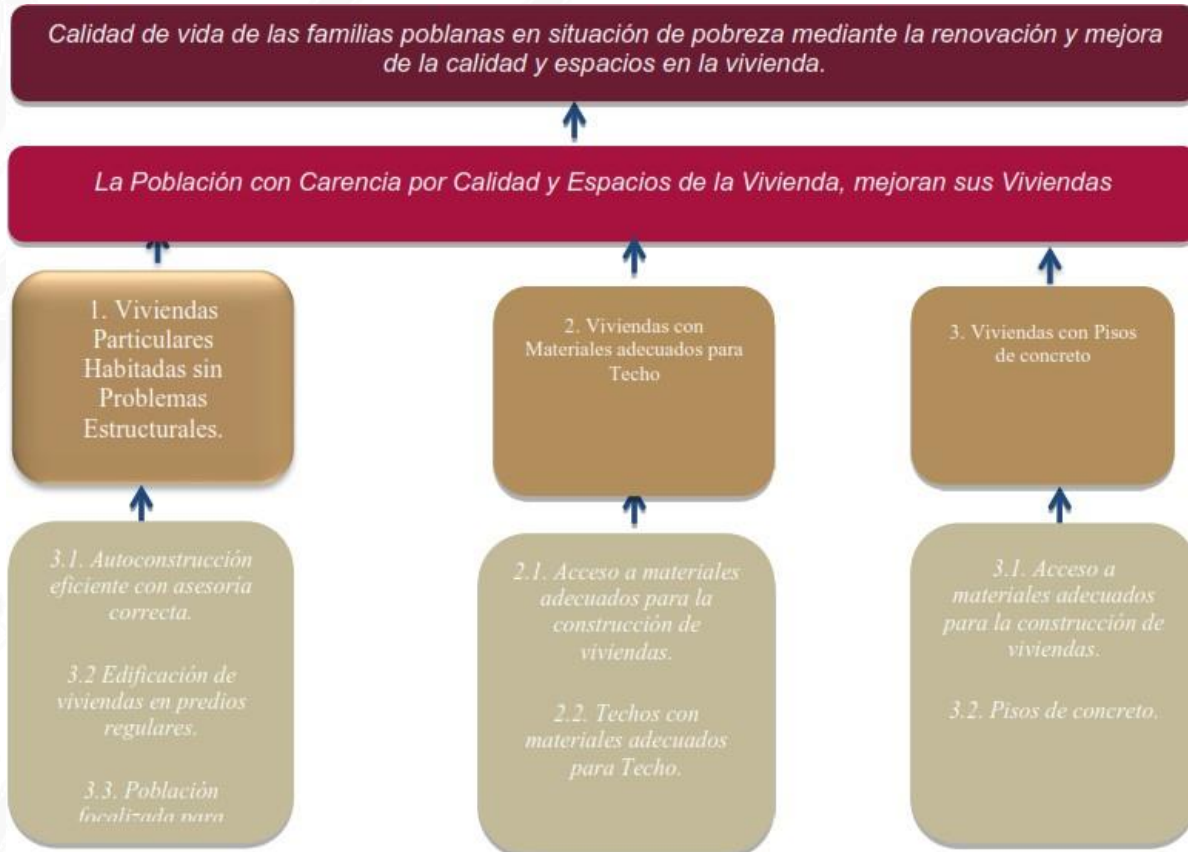 Calidad de vida de las familias poblanas en situación de pobreza mediante la renovación y mejora
de la calidad y espacios en la vivienda.
La Población con Carencia por Calidad y Espacios de la Vivienda, mejoran sus Viviendas
1. Viviendas
Particulares
Habitadas sin
Problemas
Estructurales.
2. Viviendas con
Materiales adecuados para
Techo
3. Viviendas con Pisos
de concreto
3.1. Autoconstrucción
eficiente con asesoría
correcta.
3.2 Edificación de
viviendas en predios
regulares.
3.3. Población
focalizada para
2.1. Acceso a materiales
adecuados para la
construcción de
viviendas.
2.2. Techos con
materiales adecuados
para Techo.
3.1. Acceso a
materiales adecuados
para la construcción de
viviendas.
3.2. Pisos de concreto.